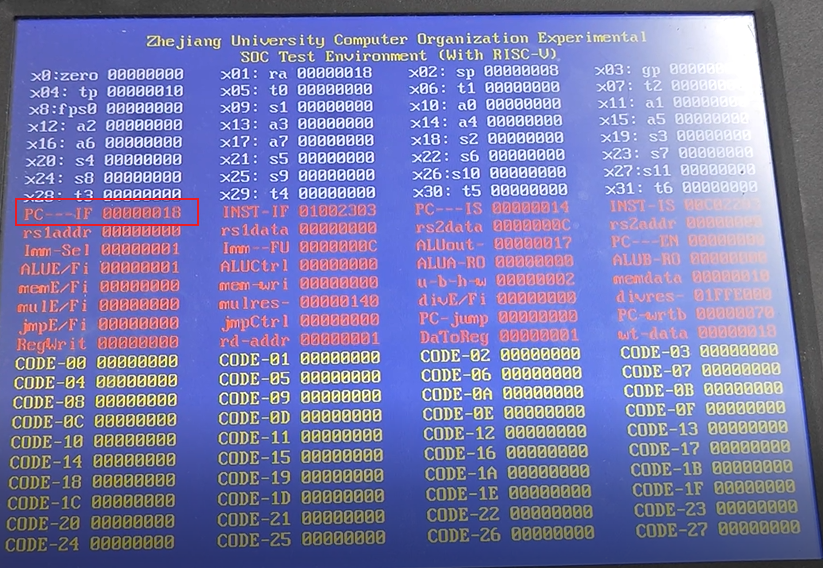 Zhejiang University Computer Organization Experimental
SOC Test Environment (With RISC-V)
x0:zero 00000000 x01: ra 00000018 x02: sp 00000008 x03: gp
x04: tp 00000010 x05: t0 00000000 x06: t1 00000000 x07: t2 00000000
x8:fps0 00000000 x09: s1 00000000 x10: a0 00000000 x11: a1 00000000
x12: a2 00000000 x13: a3 00000000 x14: a4 00000000 x15: a5 00000000
x16: a6 00000000 x17: a7 00000000 x18: s2 00000000 x19: s3 00000000
x20: s4 00000000 x21: s5 00000000 x22: s6 00000000 x23: s7 00000000
x24: s8 00000000 x25: s9 00000000 x26:s10 00000000 x27:s11 00000000
x28: t3 00000000 x29: t4 00000000 x30: t5 00000000 x31: t6 00000000
PC---IF 00000018 INST-IF 01002303 PC---IS 00000014 INST-IS
rs1addr 00000000 rs1data 00000000 rs2data 0000000C rs2addr 00000000
Imm-Sel 00000001 Imm--FU 0000000C ALUout- 00000017 PC---EN 00000000
ALUE/Fi 00000001 ALUCtrl 00000000 ALUA-RO 00000000 ALUB-RO 00000000
memE/Fi 00000000 mem-wri 00000000 u-b-h-w 00000002 memdata 00000010
mulE/Fi 00000000 mulres- 00000140 divE/Fi 00000000 divres- 01FFE000
jmpE/Fi 00000000 jmpCtrl 00000000 PC-jump 00000000 PC-wrtb 00000070
RegWrit 00000000 rd-addr 00000001 DaToReg 00000001 wt-data 00000018
CODE-00 00000000 CODE-01 00000000 CODE-02 00000000 CODE-03 00000000
CODE-04 00000000 CODE-05 00000000 CODE-06 00000000 CODE-07 00000000
CODE-08 00000000 CODE-09 00000000 CODE-0A 00000000 CODE-0B 00000000
CODE-0C 00000000 CODE-0D 00000000 CODE-0E 00000000 CODE-0F 00000000
CODE-10 00000000 CODE-11 00000000 CODE-12 00000000 CODE-13 00000000
CODE-14 00000000 CODE-15 00000000 CODE-16 00000000 CODE-17 00000000
CODE-18 00000000 CODE-19 00000000 CODE-1A 00000000 CODE-1B 00000000
CODE-1C 00000000 CODE-1D 00000000 CODE-1E 00000000 CODE-1F 00000000
CODE-20 00000000 CODE-21 00000000 CODE-22 00000000 CODE-23 00000000
CODE-24 00000000 CODE-25 00000000 CODE-26 00000000 CODE-27 00000000